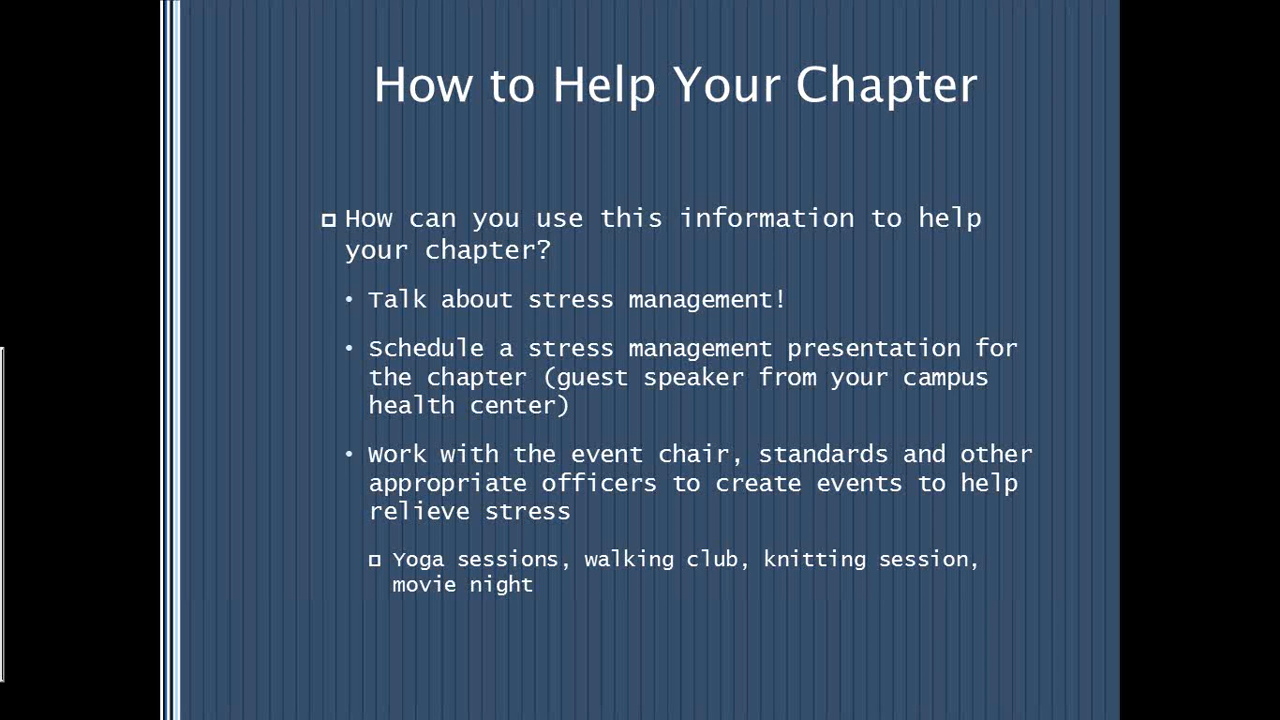 How to Help Your Chapter
How can you use this information to help
your chapter?
• Talk about stress management!
• Schedule a stress management presentation for
the chapter (guest speaker from your campus
health center)
• Work with the event chair, standards and other
appropriate officers to create events to help
relieve stress
Yoga sessions, walking club, knitting session,
movie night